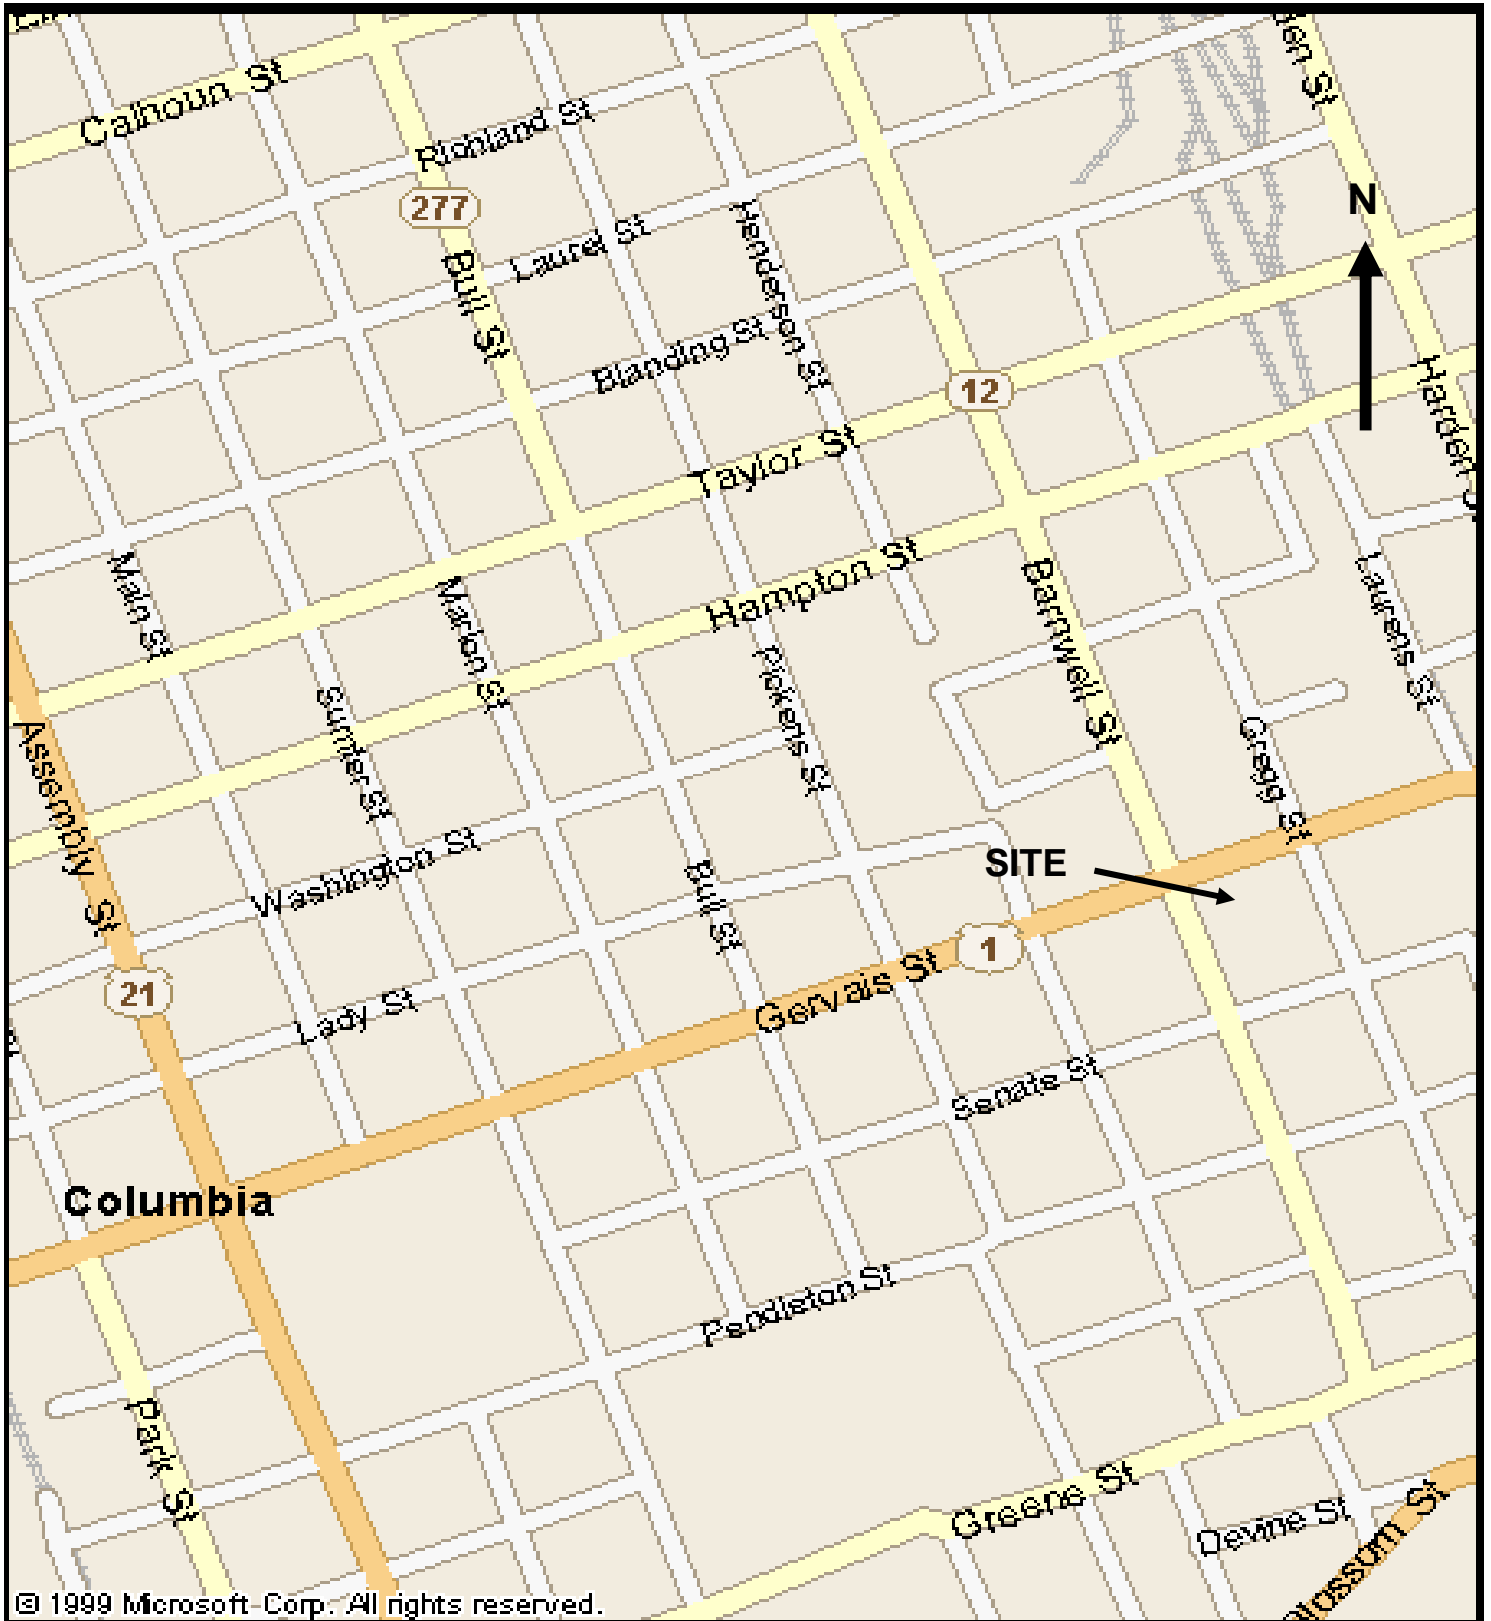 Calhoun St
Richland St
277
Laurel St
Bull St
Henderson St
Blanding St
N
12
Taylor St
Harden St
Hampton St
Main St
Marion St
Barnwell St
Laurens St
Sumter St
Pickens St
Assembly St
Gregg St
Washington St
Bull St
SITE
21
Lady St
Gervais St
1
Senate St
Columbia
Pendleton St
Park St
Greene St
Devine St
lossom St
© 1999 Microsoft Corp. All rights reserved.